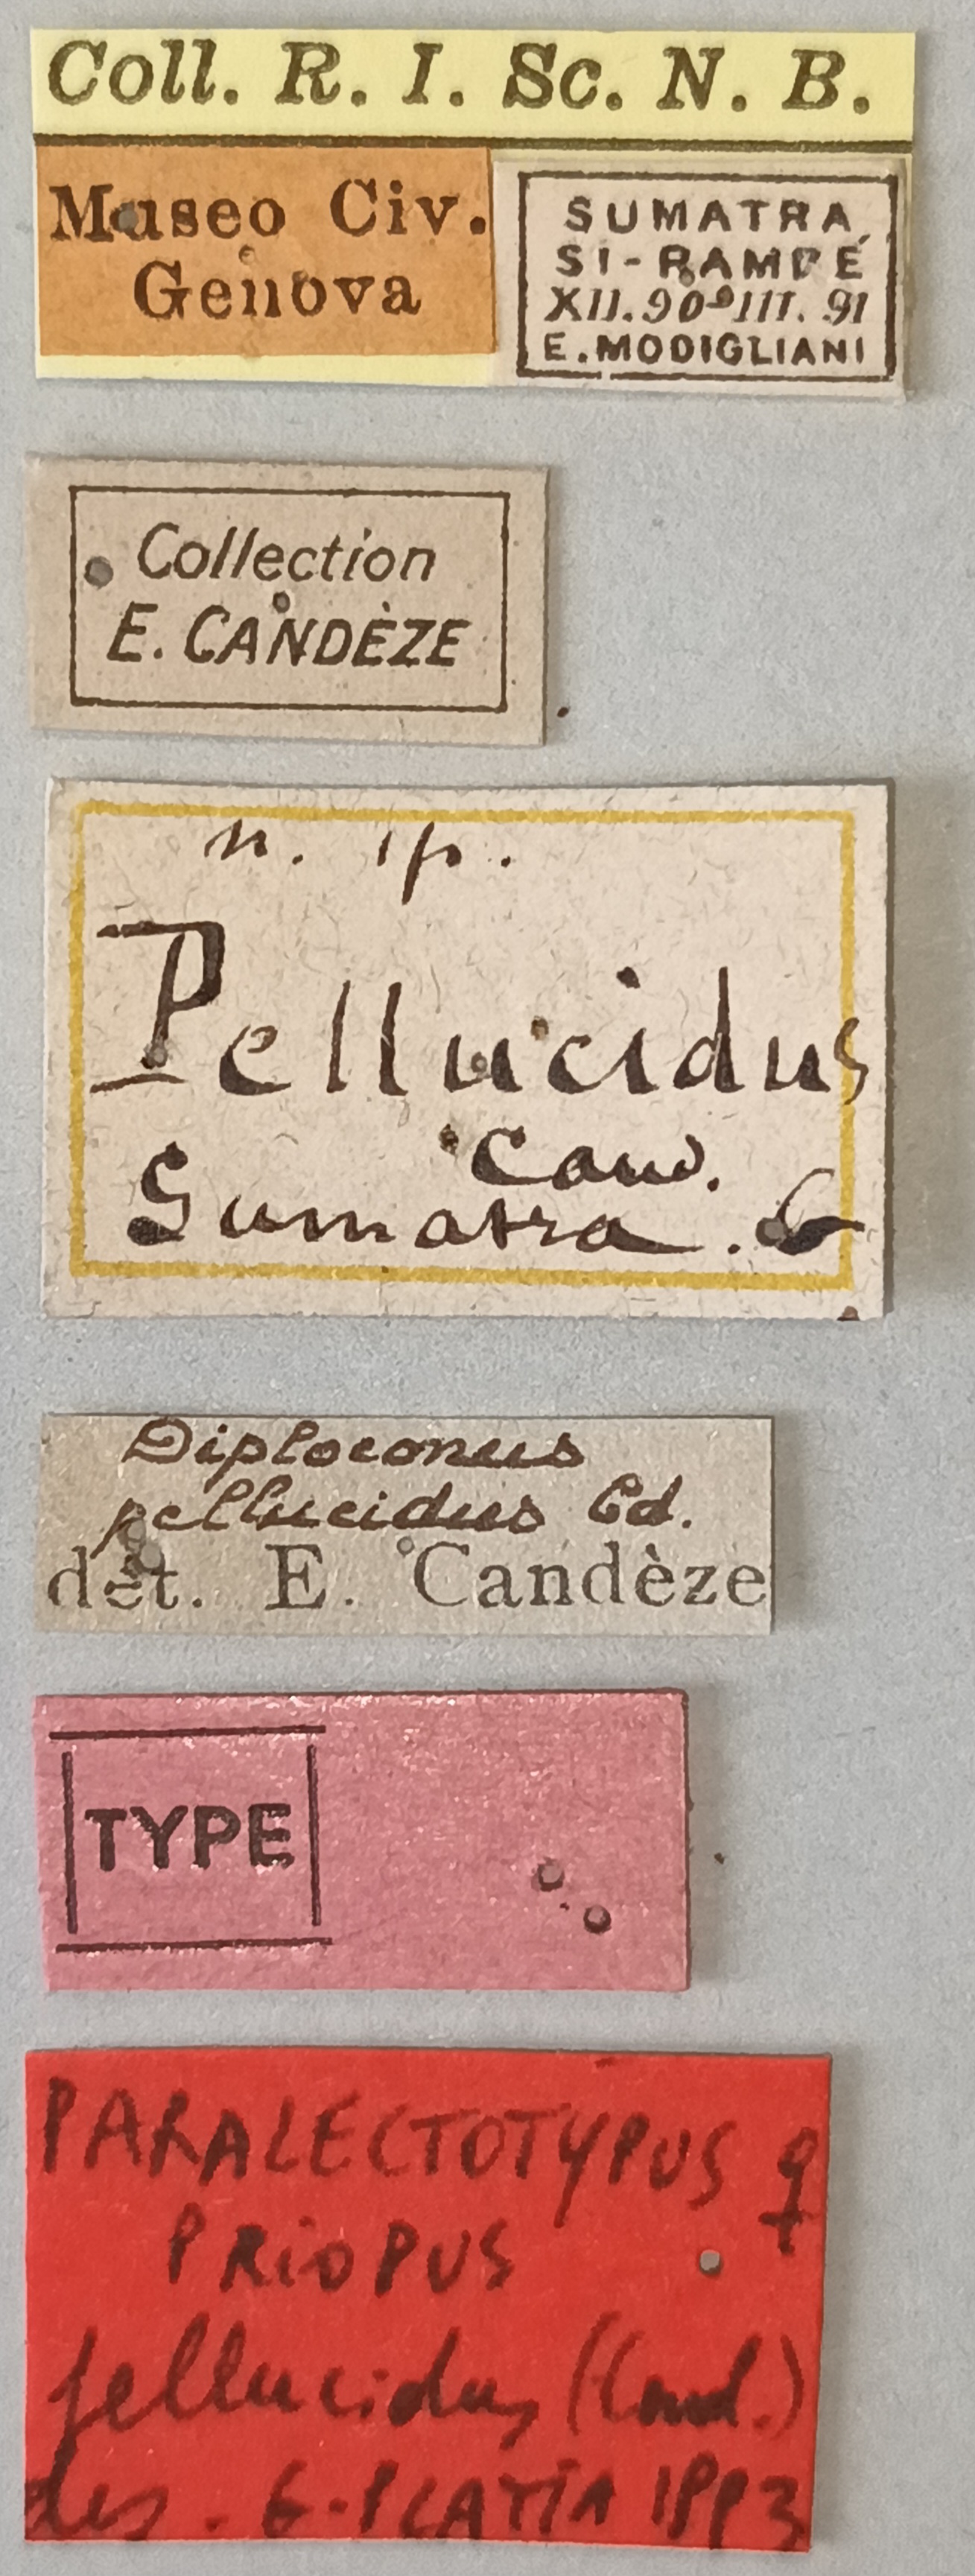 Coll. R. I. Sc. N. B.
Museo Civ.
Genova
SUMATRA
SI-RAMBÉ
XII.90-III.91
E. MODIGLIANI
Collection
E. CANDÈZE
n. sp.
Pellucidus
Cand.
Sumatra.
Diploconus
pellucidus Cd.
dét. E. Candèze
TYPE
PARALECTOTYPUS ♀
PRIOPUS
pellucidus (Cand.)
des. G. PLATIA 1993